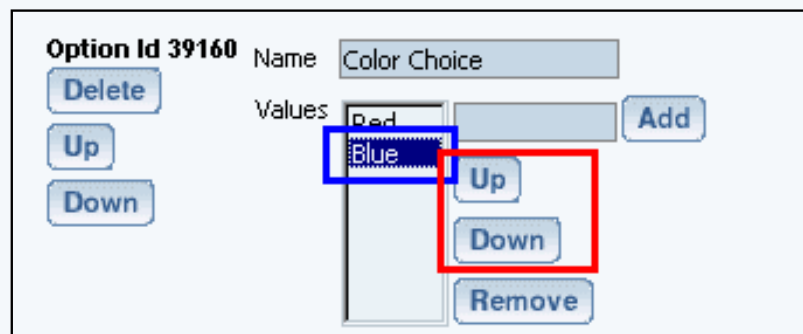 Option Id 39160
Name Color Choice
Delete
Values Red Add
Up Blue
Up
Down
Down
Remove